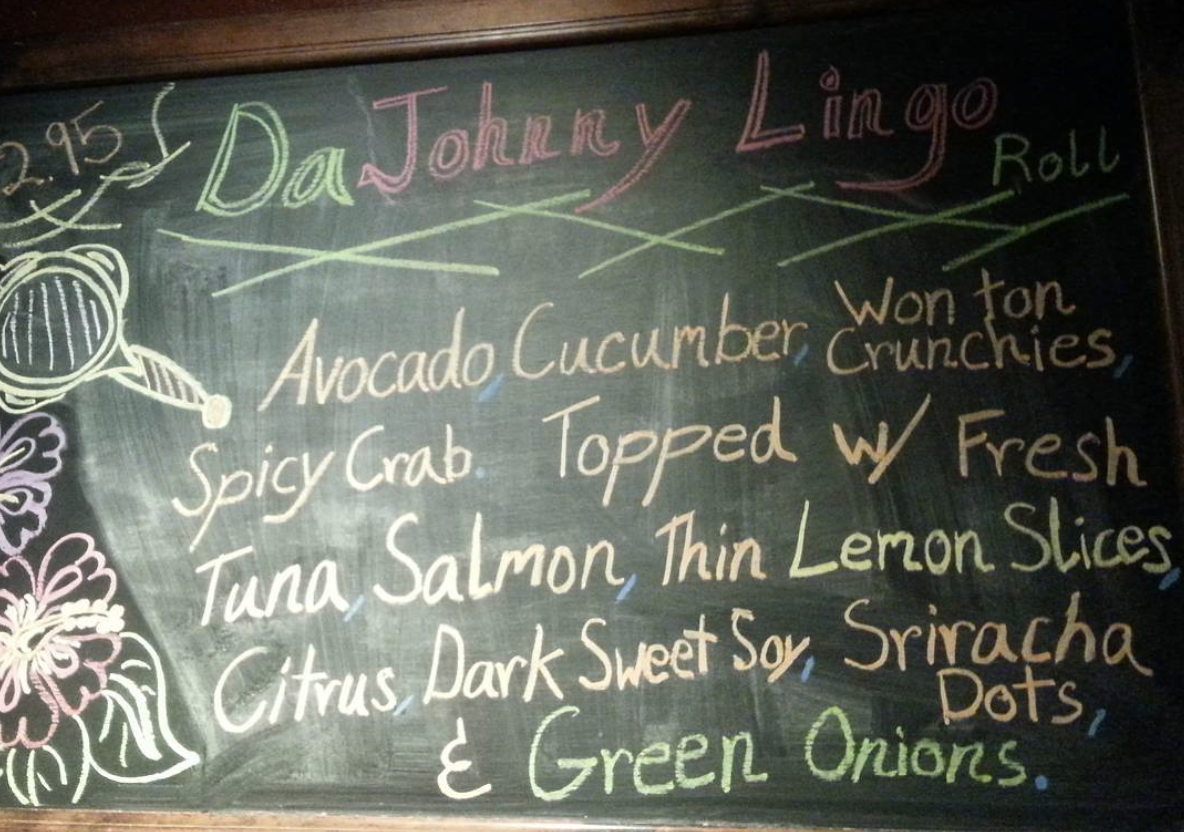 2.95
Da Johnny Lingo Roll
Avocado, Cucumber, Won ton Crunchies,
Spicy Crab. Topped w/ Fresh
Tuna, Salmon, Thin Lemon Slices,
Citrus, Dark Sweet Soy, Sriracha Dots,
& Green Onions.